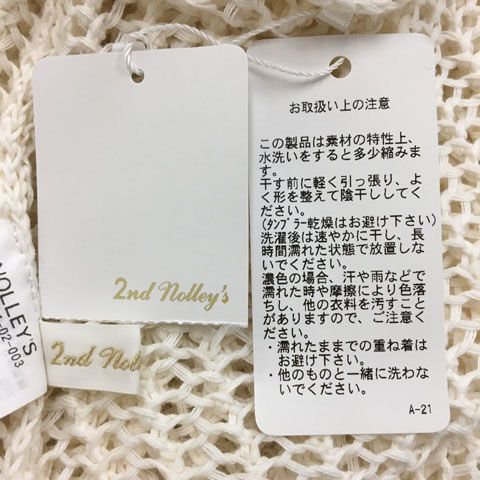 2nd Nolley's
2nd Nol
NOLLEY'S
-02-003
お取扱い上の注意
この製品は素材の特性上、
水洗いをすると多少縮みま
す。
干す前に軽く引っ張り、よ
く形を整えて陰干ししてく
ださい。
(ﾀﾝﾌﾞﾗｰ乾燥はお避け下さい)
洗濯後は速やかに干し、長
時間濡れた状態で放置しな
いでください。
濃色の場合、汗や雨などで
濡れた時や摩擦により色落
ちし、他の衣料を汚すこと
がありますので、ご注意く
ださい。
・濡れたままでの重ね着は
お避け下さい。
・他のものと一緒に洗わな
いでください。
A-21